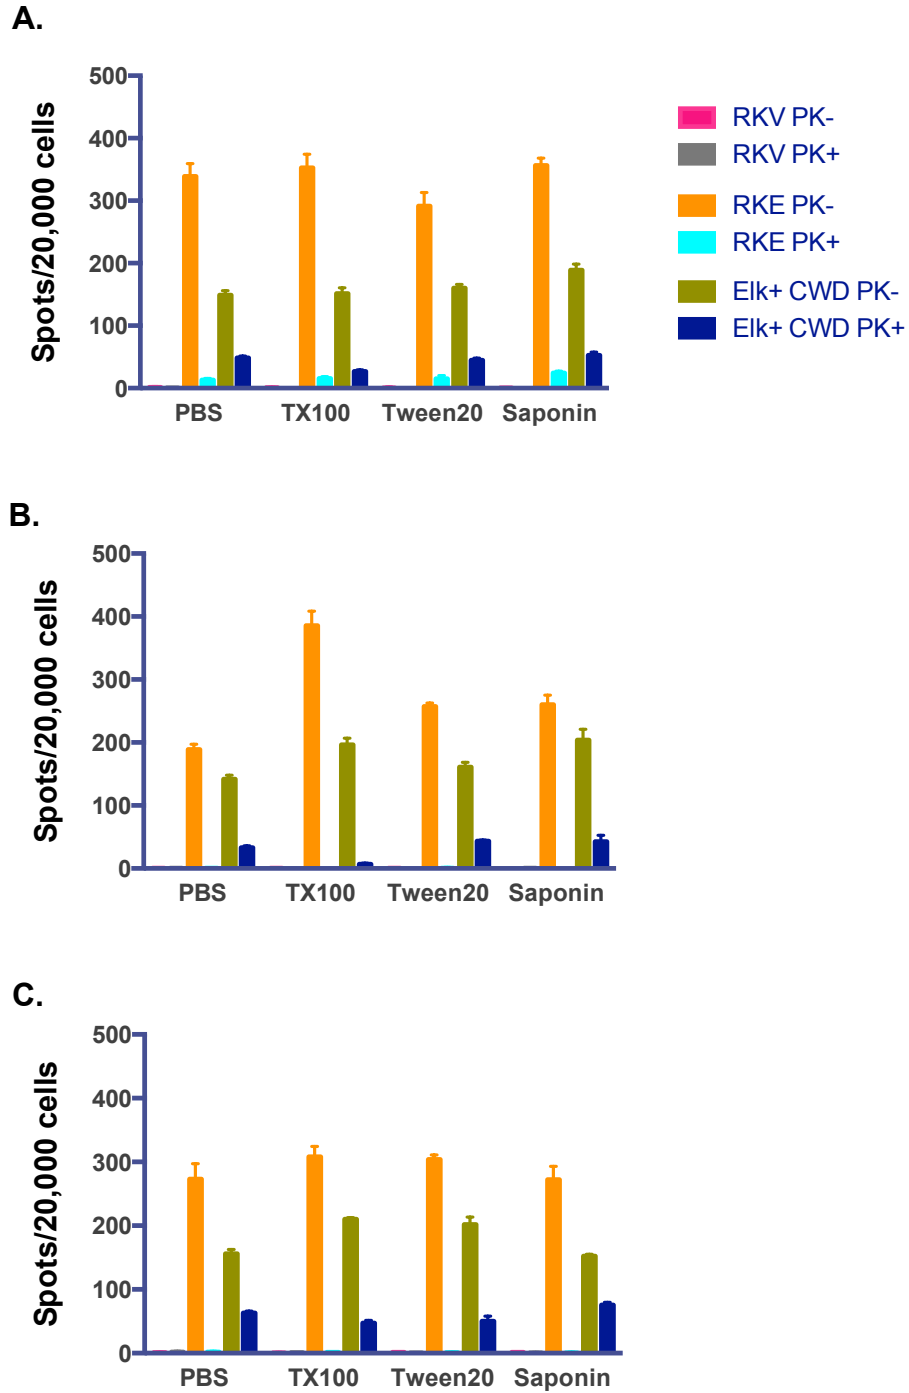 A.
Spots/20,000 cells
500
400
300
200
100
0
PBS TX100 Tween20 Saponin
RKV PK-
RKV PK+
RKE PK-
RKE PK+
Elk+ CWD PK-
Elk+ CWD PK+
B.
Spots/20,000 cells
500
400
300
200
100
0
PBS TX100 Tween20 Saponin
C.
Spots/20,000 cells
500
400
300
200
100
0
PBS TX100 Tween20 Saponin